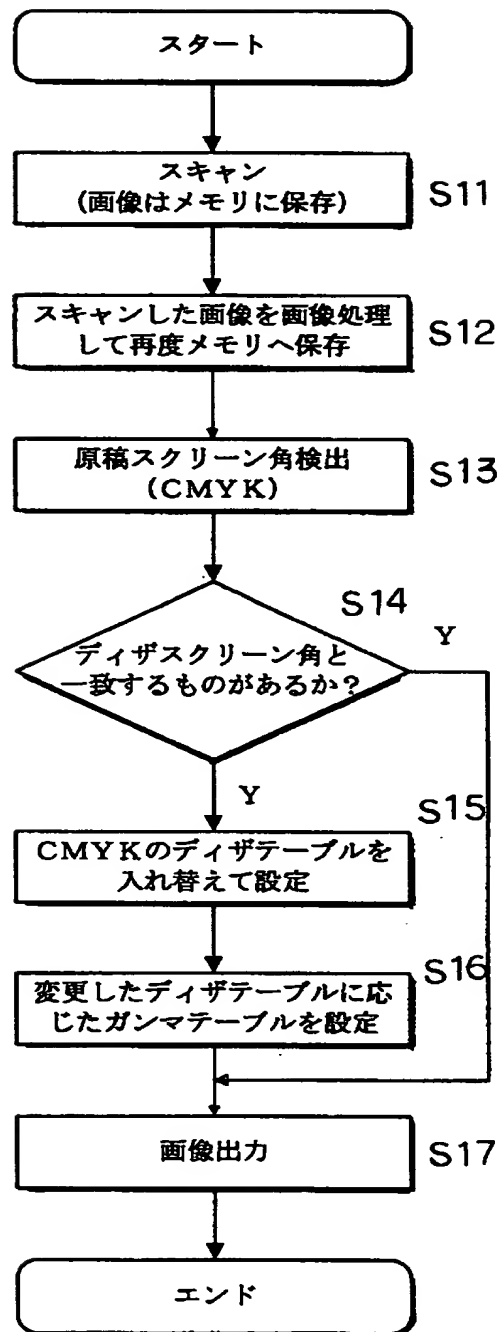 スタート
スキャン
(画像はメモリに保存)
S11
スキャンした画像を画像処理
して再度メモリへ保存
S12
原稿スクリーン角検出
(CMYK)
S13
S14
ディザスクリーン角と
一致するものがあるか?
Y
Y
S15
CMYKのディザテーブルを
入れ替えて設定
S16
変更したディザテーブルに応
じたガンマテーブルを設定
画像出力
S17
エンド